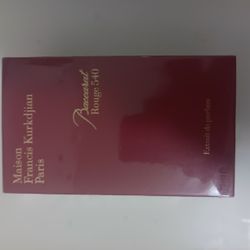 Maison
Francis Kurkdjian
Paris
Baccarat
Rouge 540
Extrait de parfum